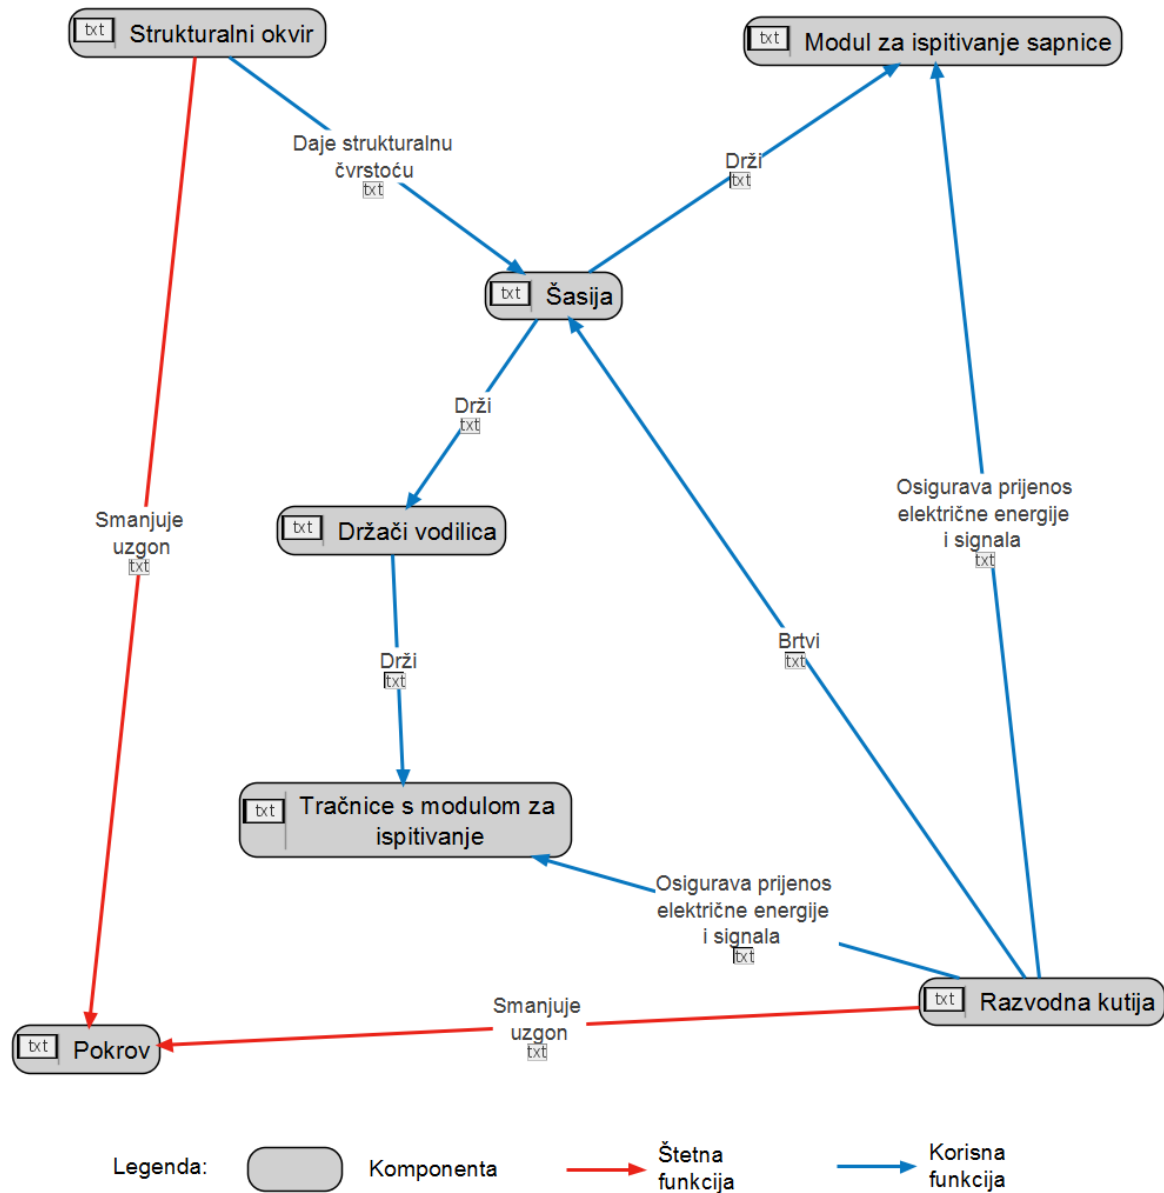 txt Strukturalni okvir
txt Modul za ispitivanje sapnice
Daje strukturalnu
čvrstoću
txt
Drži
txt
txt Šasija
Drži
txt
Osigurava prijenos
električne energije
i signala
txt
Smanjuje
uzgon
txt
txt Držači vodilica
Brtvi
txt
Drži
txt
txt Tračnice s modulom za
ispitivanje
Osigurava prijenos
električne energije
i signala
txt
txt Razvodna kutija
Smanjuje
uzgon
txt
txt Pokrov
Legenda:
Komponenta
Štetna
funkcija
Korisna
funkcija